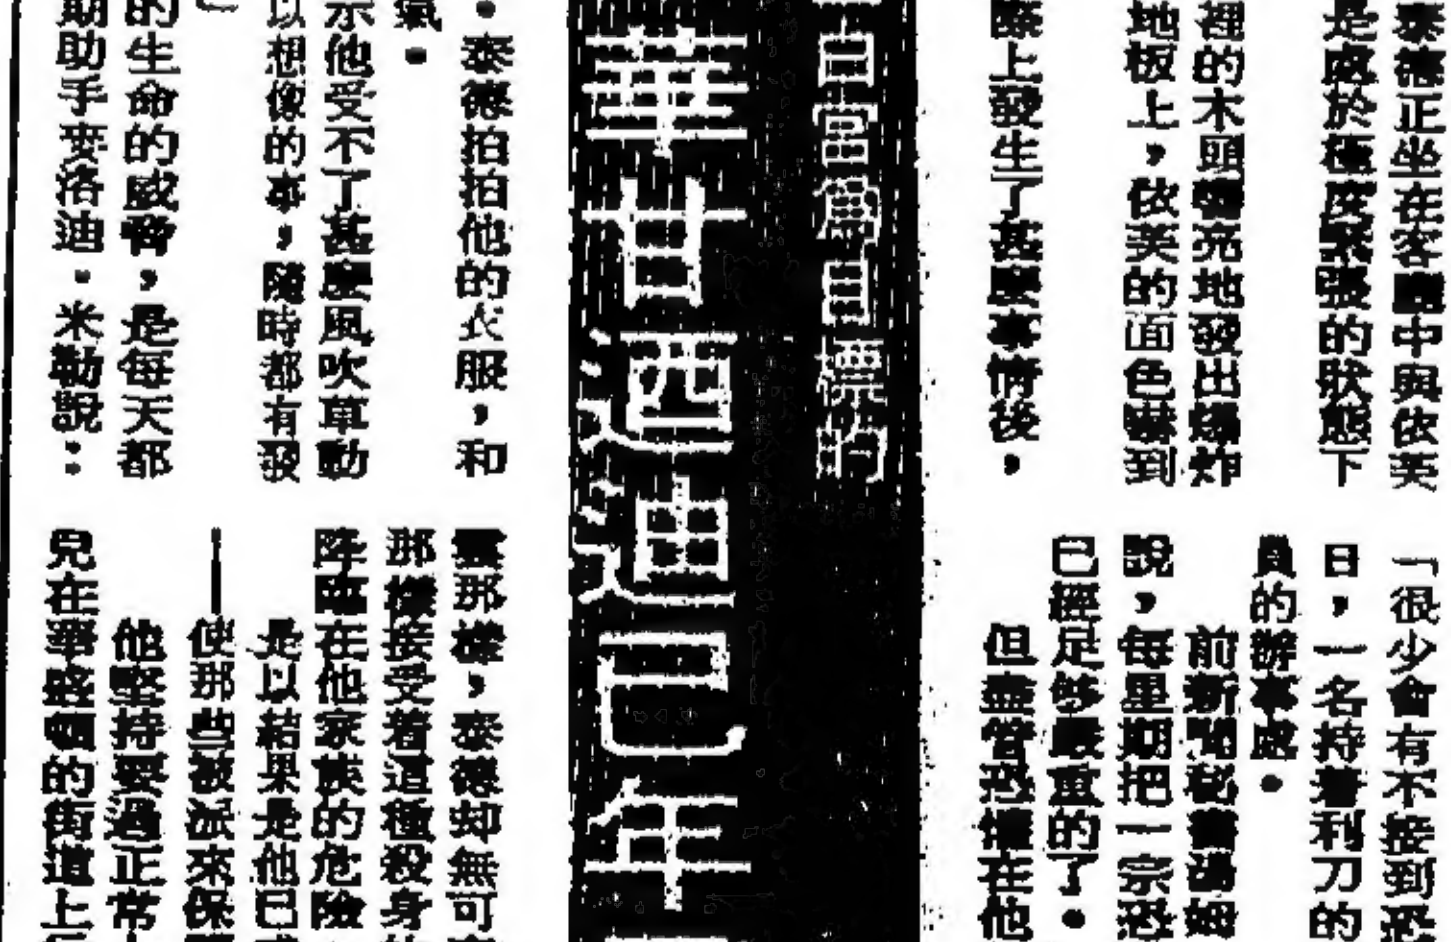 泰德正坐在客廳中與依芙
是處於極度緊張的狀態下
裡的木頭響亮地發出爆炸
地板上，依芙的面色嚇到
際上發生了甚麼事情後，
「很少會有不接到恐
日，一名持着利刀的
員的辦事處。
前新聞秘書湯姆
說，每星期把一宗恐
已經足够嚴重的了。
但儘管恐懼在他
當為目標的
華廿迺迪已年
。泰德拍拍他的衣服，和
氣。
示他受不了甚麼風吹草動
以想像的事，隨時都有發
的生命的威脅，是每天都
期助手麥洛迪．米勒說：
雲那樣，泰德却無可
那樣接受着這種殺身
陣臨在他家族的危險
是以結果是他已
——使那些被派來保
他堅持要過正常
兒在華盛頓的街道上